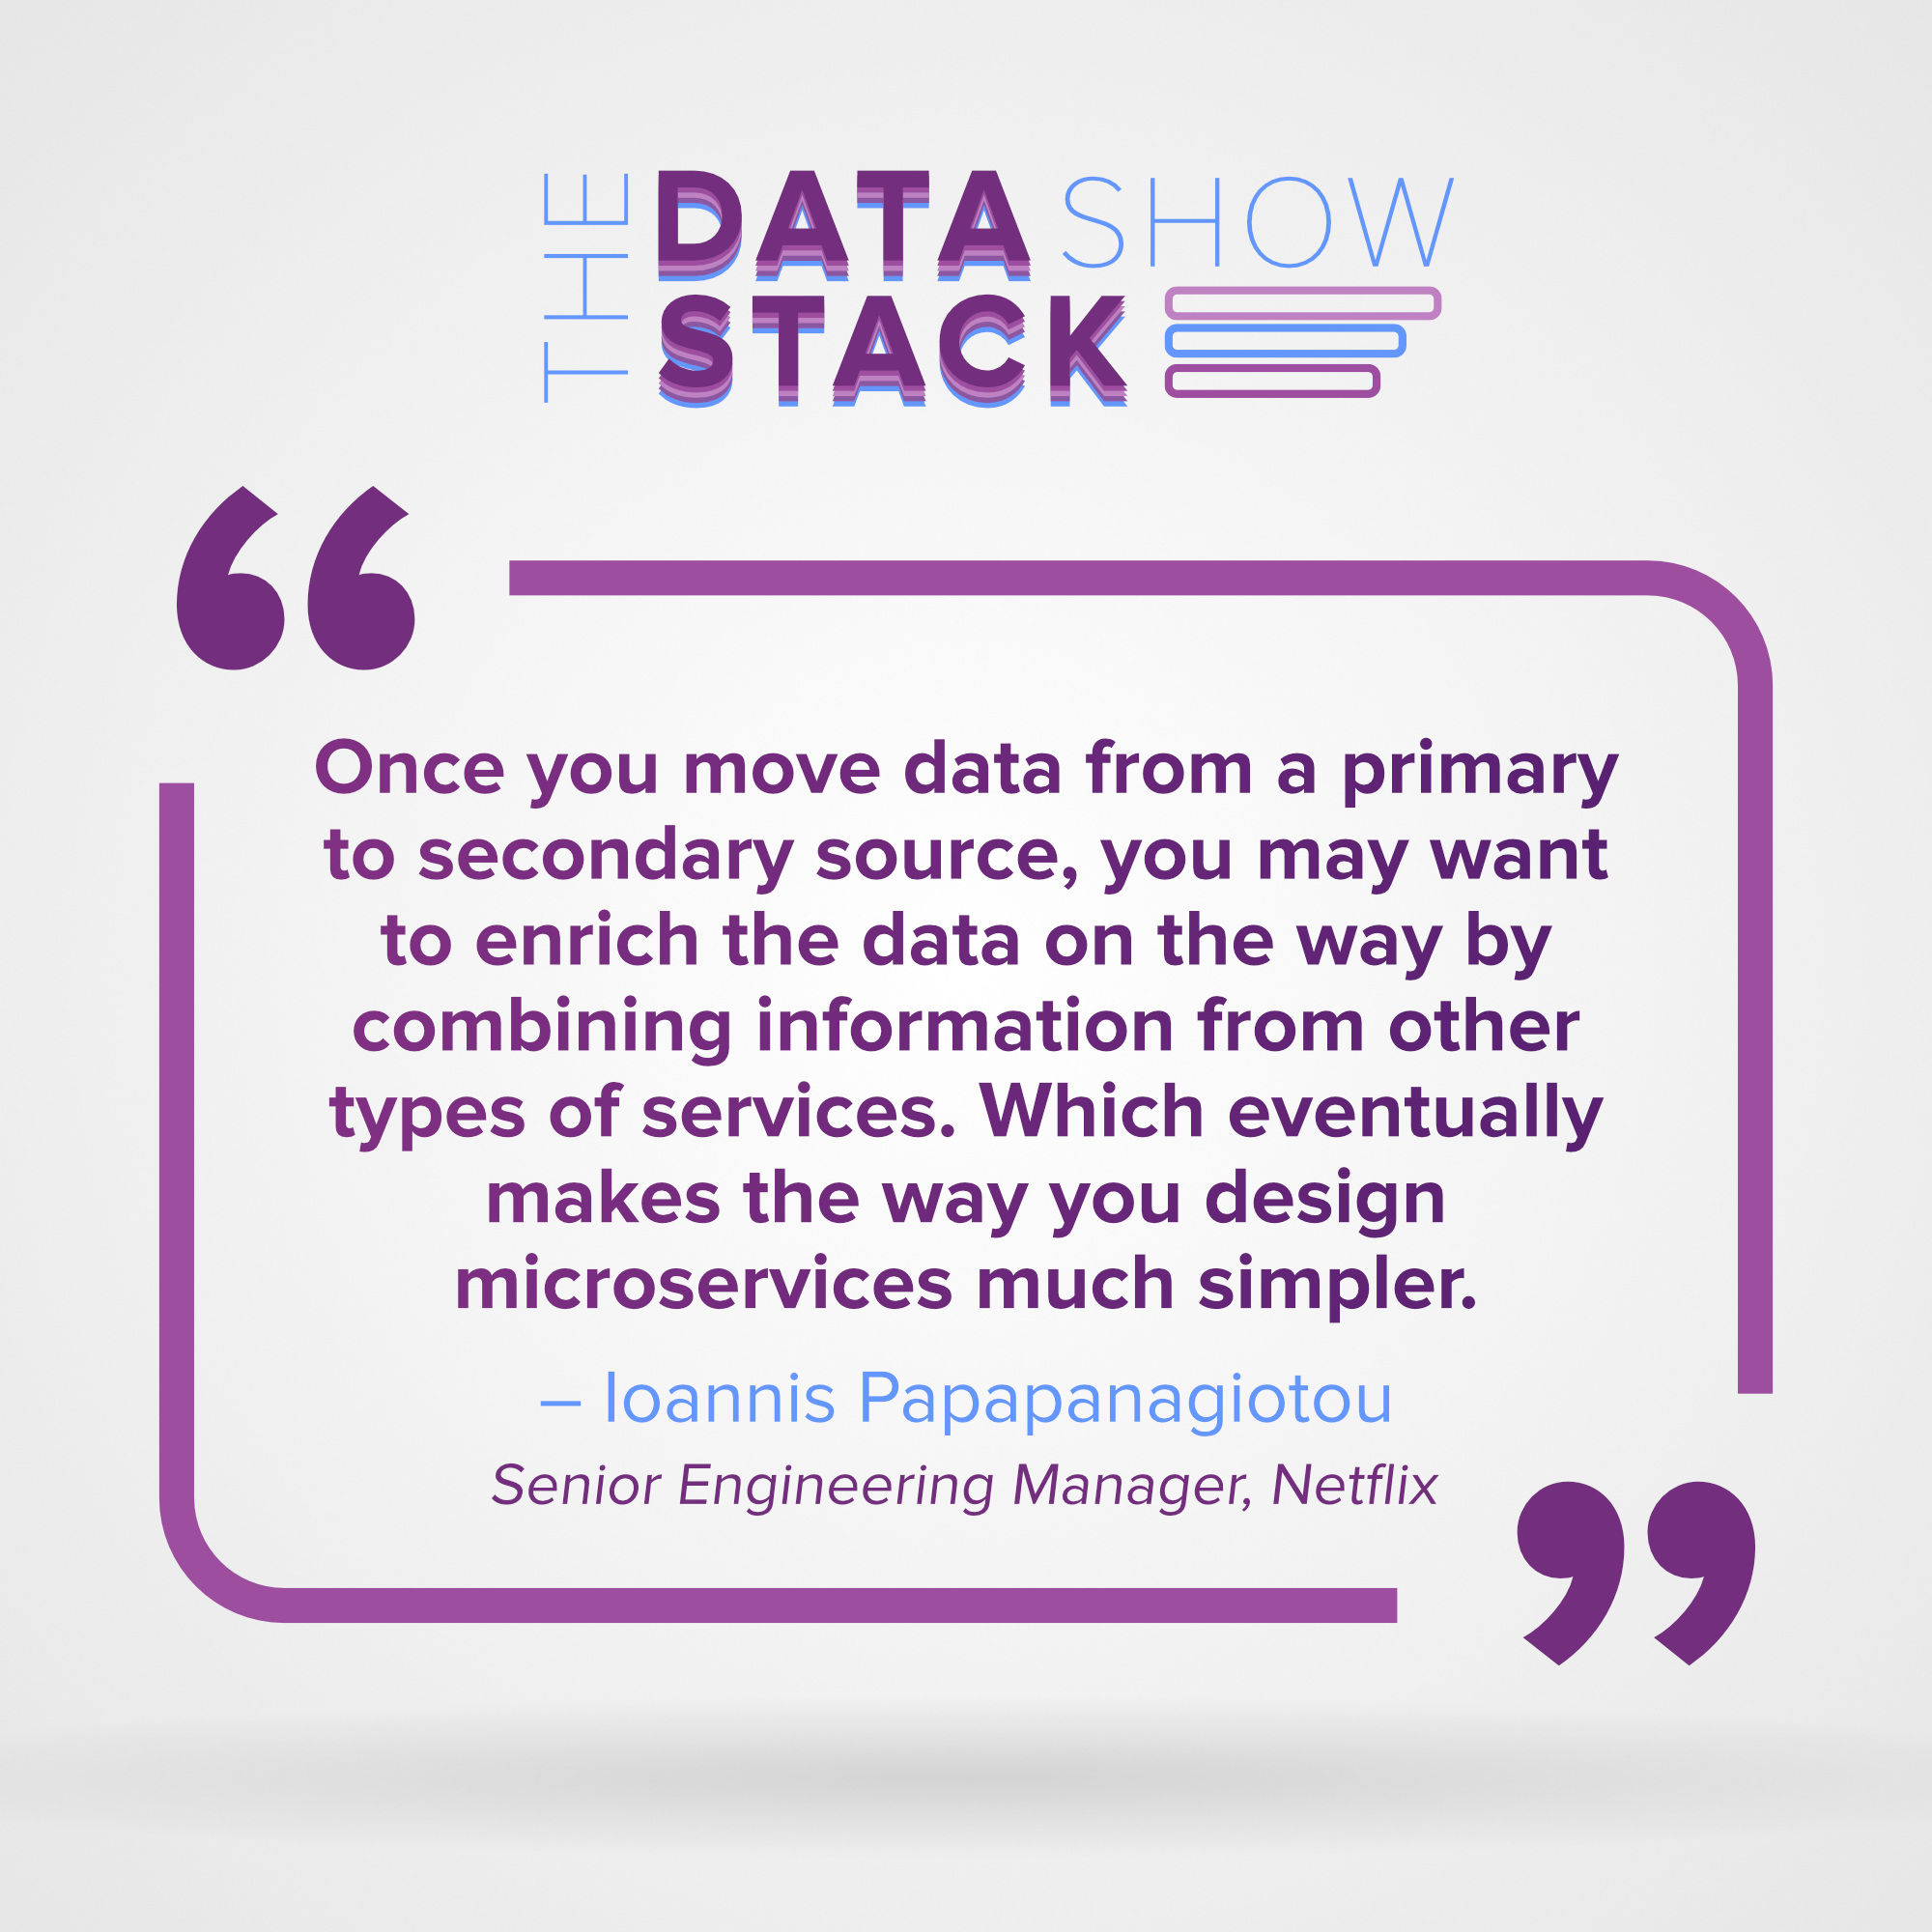 THE DATA SHOW
STACK
“
Once you move data from a primary
to secondary source, you may want
to enrich the data on the way by
combining information from other
types of services. Which eventually
makes the way you design
microservices much simpler.
– Ioannis Papapanagiotou
Senior Engineering Manager, Netflix
”